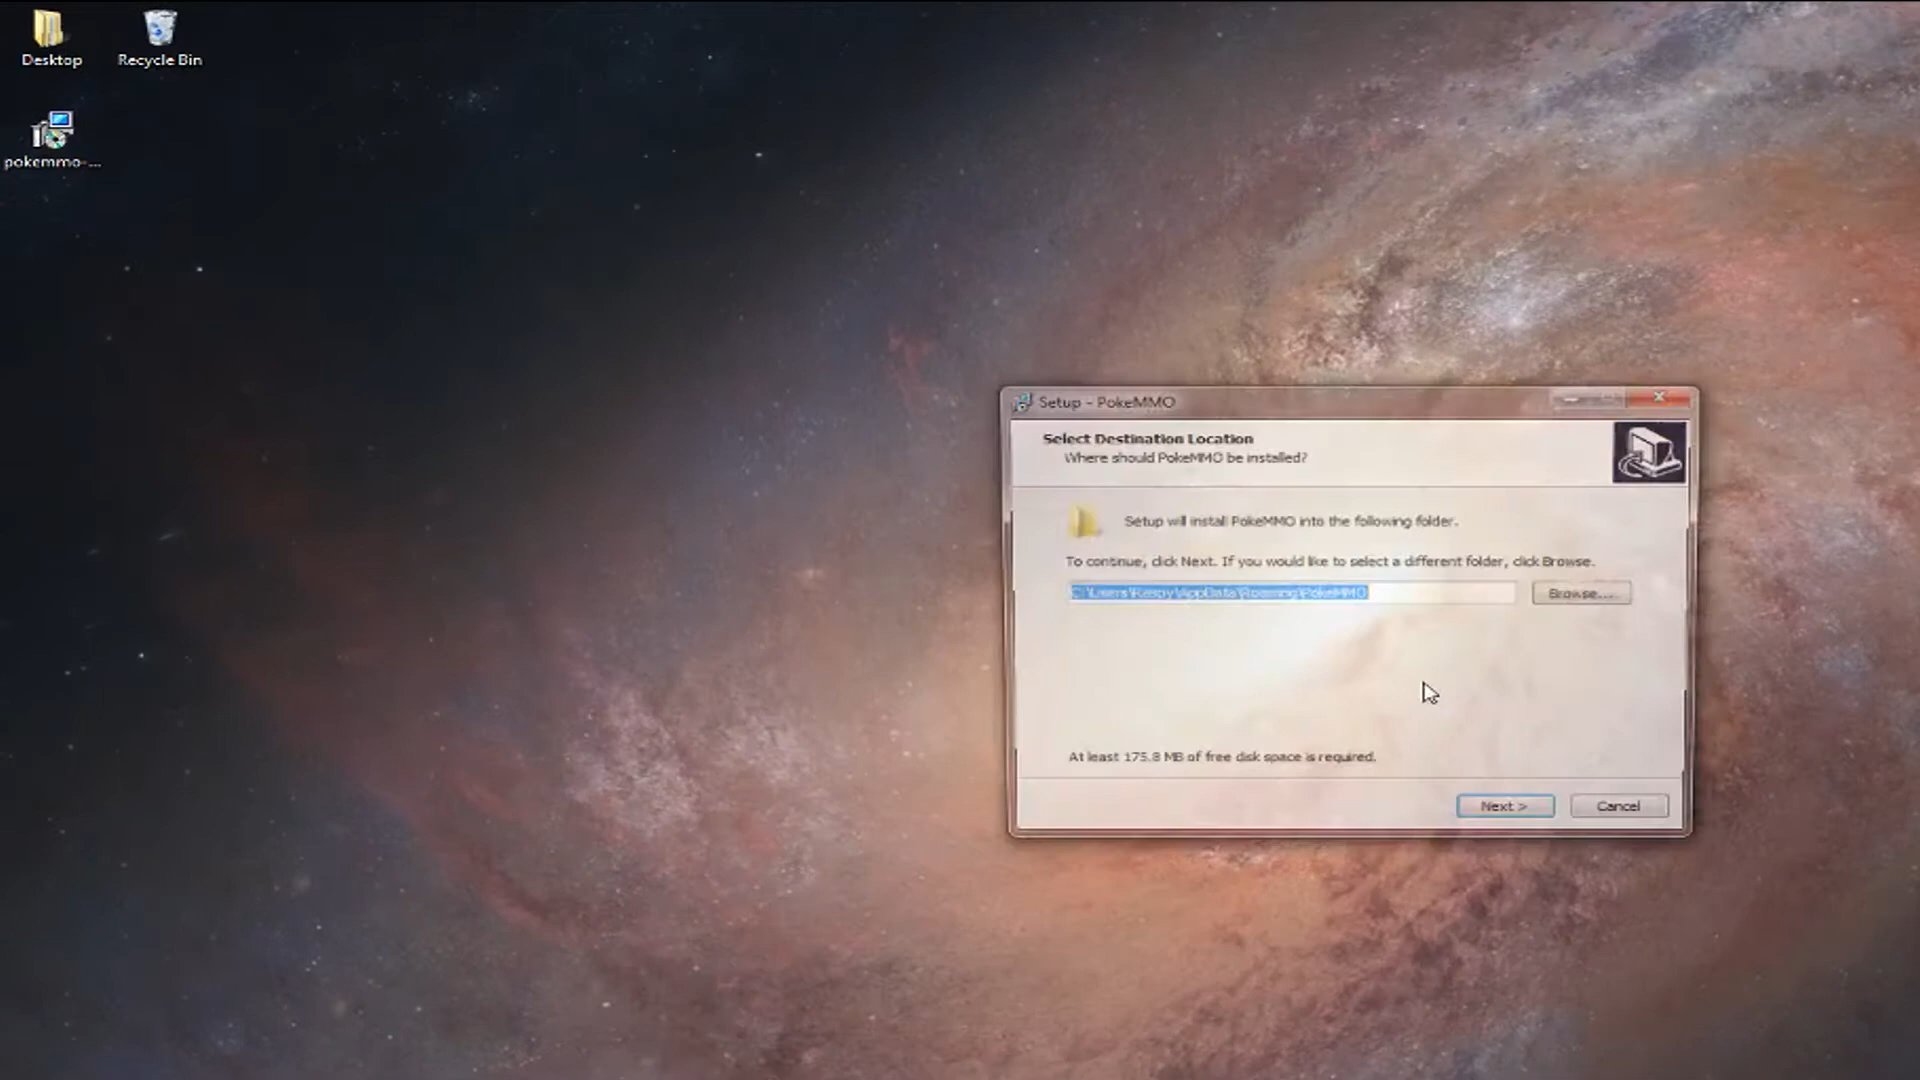 Desktop
Recycle Bin
pokemmo-...
Setup - PokeMMO
Select Destination Location
Where should PokeMMO be installed?
Setup will install PokeMMO into the following folder.
To continue, click Next. If you would like to select a different folder, click Browse.
C:\Users\Keepy\AppData\Roaming\PokeMMO
Browse...
At least 175.8 MB of free disk space is required.
Next >
Cancel